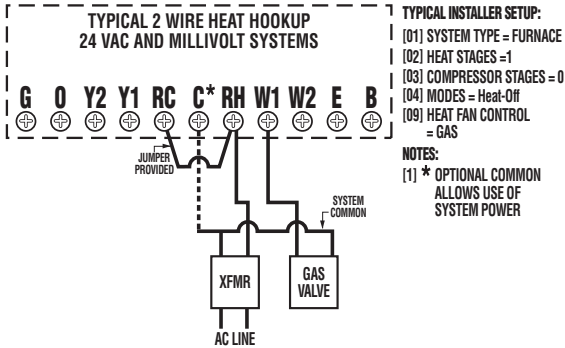 TYPICAL 2 WIRE HEAT HOOKUP
24 VAC AND MILLIVOLT SYSTEMS
G O Y2 Y1 RC C* RH W1 W2 E B
JUMPER
PROVIDED
SYSTEM
COMMON
XFMR
GAS
VALVE
AC LINE
TYPICAL INSTALLER SETUP:
[01] SYSTEM TYPE = FURNACE
[02] HEAT STAGES =1
[03] COMPRESSOR STAGES = 0
[04] MODES = Heat-Off
[09] HEAT FAN CONTROL
= GAS
NOTES:
[1] * OPTIONAL COMMON
ALLOWS USE OF
SYSTEM POWER